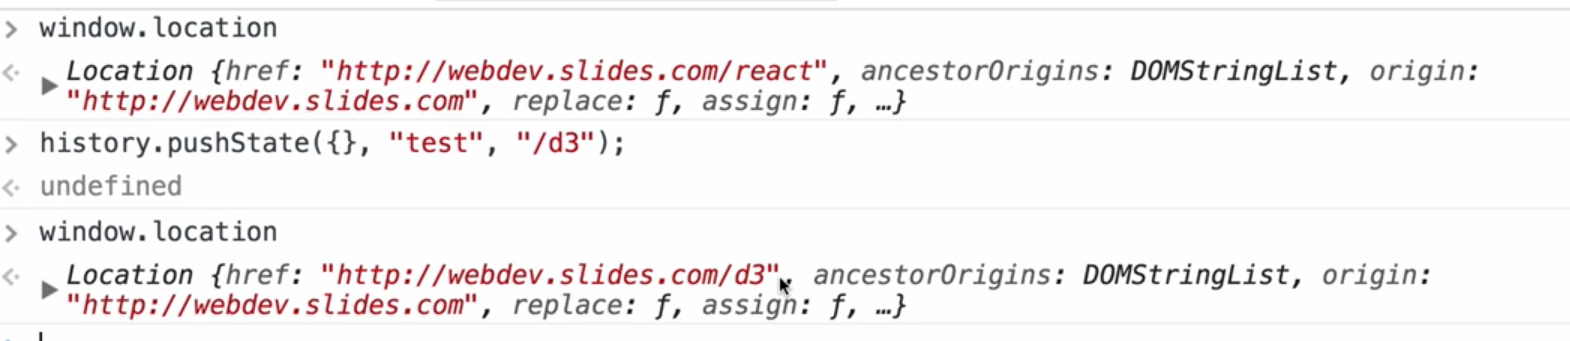 > window.location
Location {href: "http://webdev.slides.com/react", ancestorOrigins: DOMStringList, origin:
"http://webdev.slides.com", replace: ƒ, assign: ƒ, …}
> history.pushState({}, "test", "/d3");
undefined
> window.location
Location {href: "http://webdev.slides.com/d3", ancestorOrigins: DOMStringList, origin:
"http://webdev.slides.com", replace: ƒ, assign: ƒ, …}